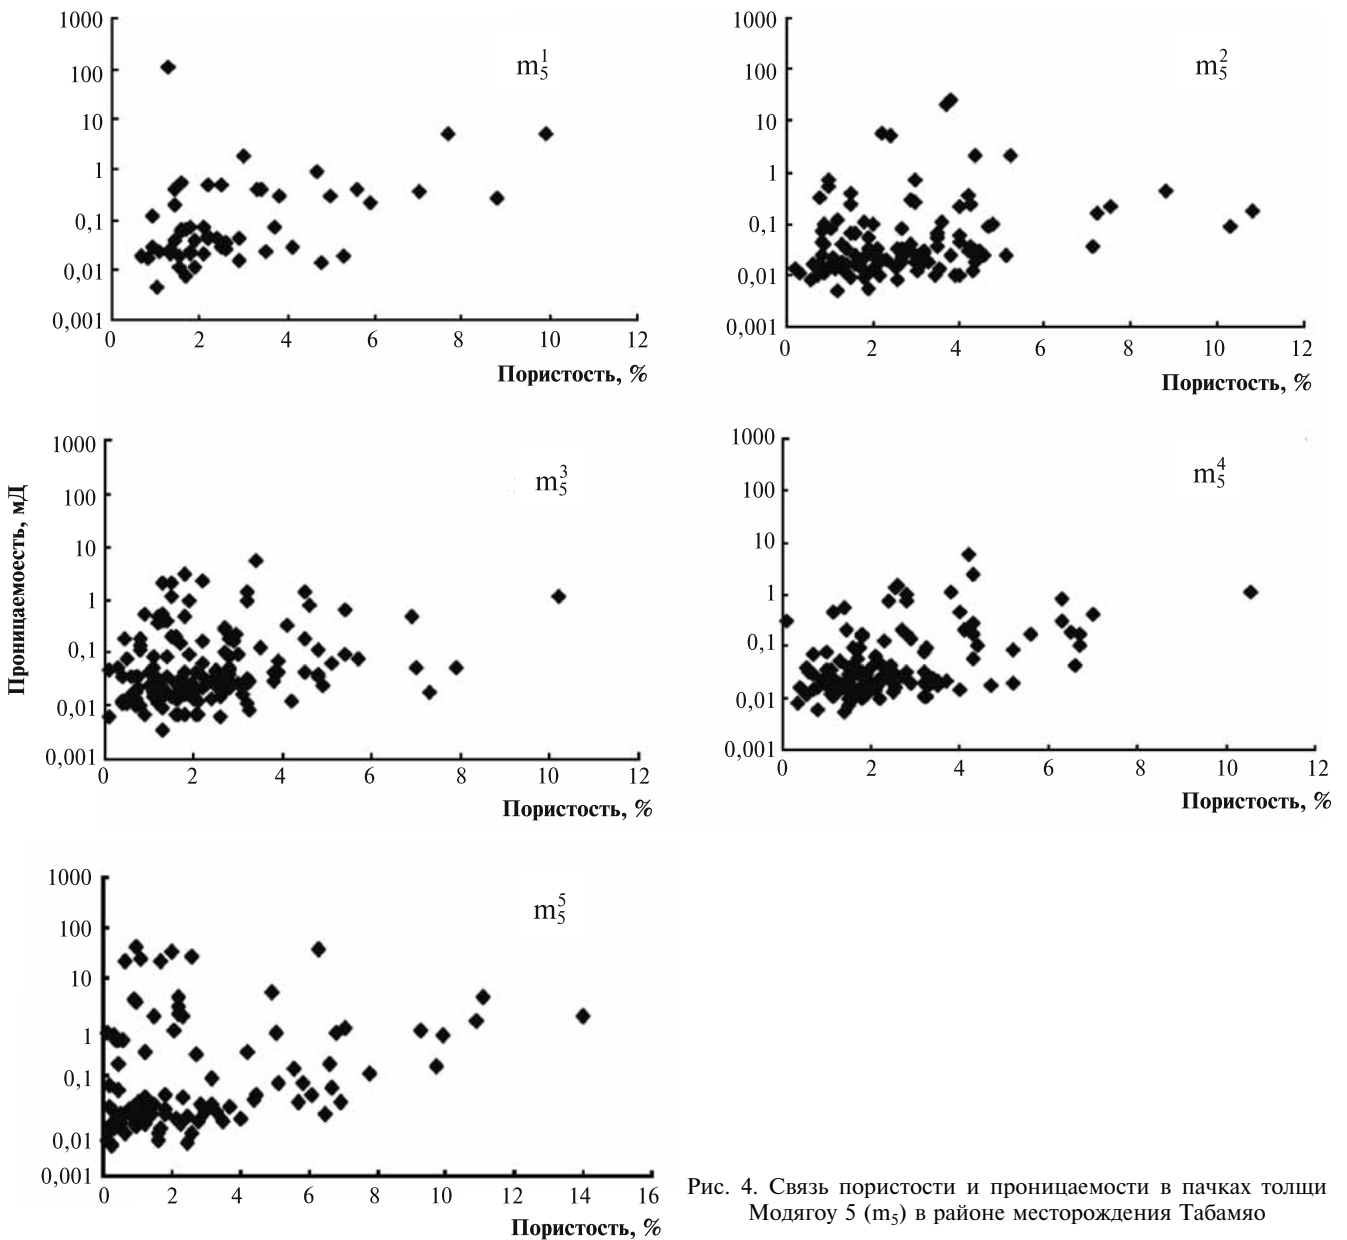 1000
100
10
1
0,1
0,01
0,001
0 2 4 6 8 10 12
Пористость, %
m₅¹
1000
100
10
1
0,1
0,01
0,001
0 2 4 6 8 10 12
Пористость, %
m₅²
Проницаемоесть, мД
1000
100
10
1
0,1
0,01
0,001
0 2 4 6 8 10 12
Пористость, %
m₅³
1000
100
10
1
0,1
0,01
0,001
0 2 4 6 8 10 12
Пористость, %
m₅⁴
1000
100
10
1
0,1
0,01
0,001
0 2 4 6 8 10 12 14 16
Пористость, %
m₅⁵
Рис. 4. Связь пористости и проницаемости в пачках толщи
Модягоу 5 (m₅) в районе месторождения Табамяо